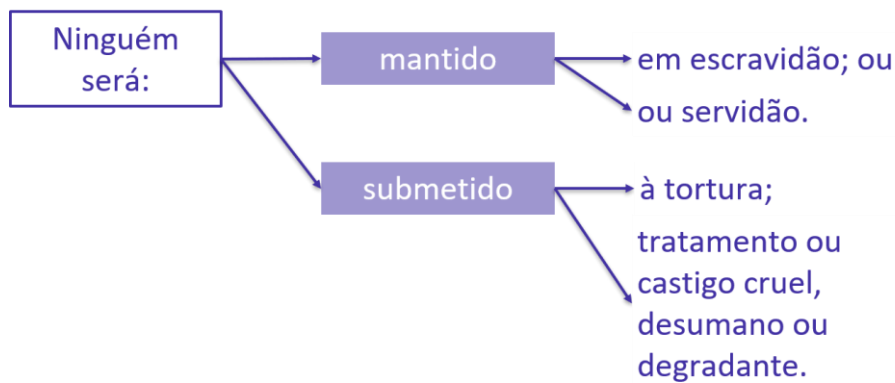 Ninguém
será:
mantido
em escravidão; ou
ou servidão.
submetido
à tortura;
tratamento ou
castigo cruel,
desumano ou
degradante.